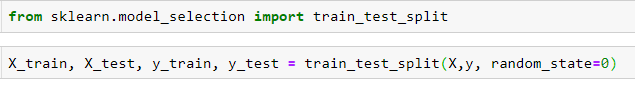 from sklearn.model_selection import train_test_split
X_train, X_test, y_train, y_test = train_test_split(X,y, random_state=0)